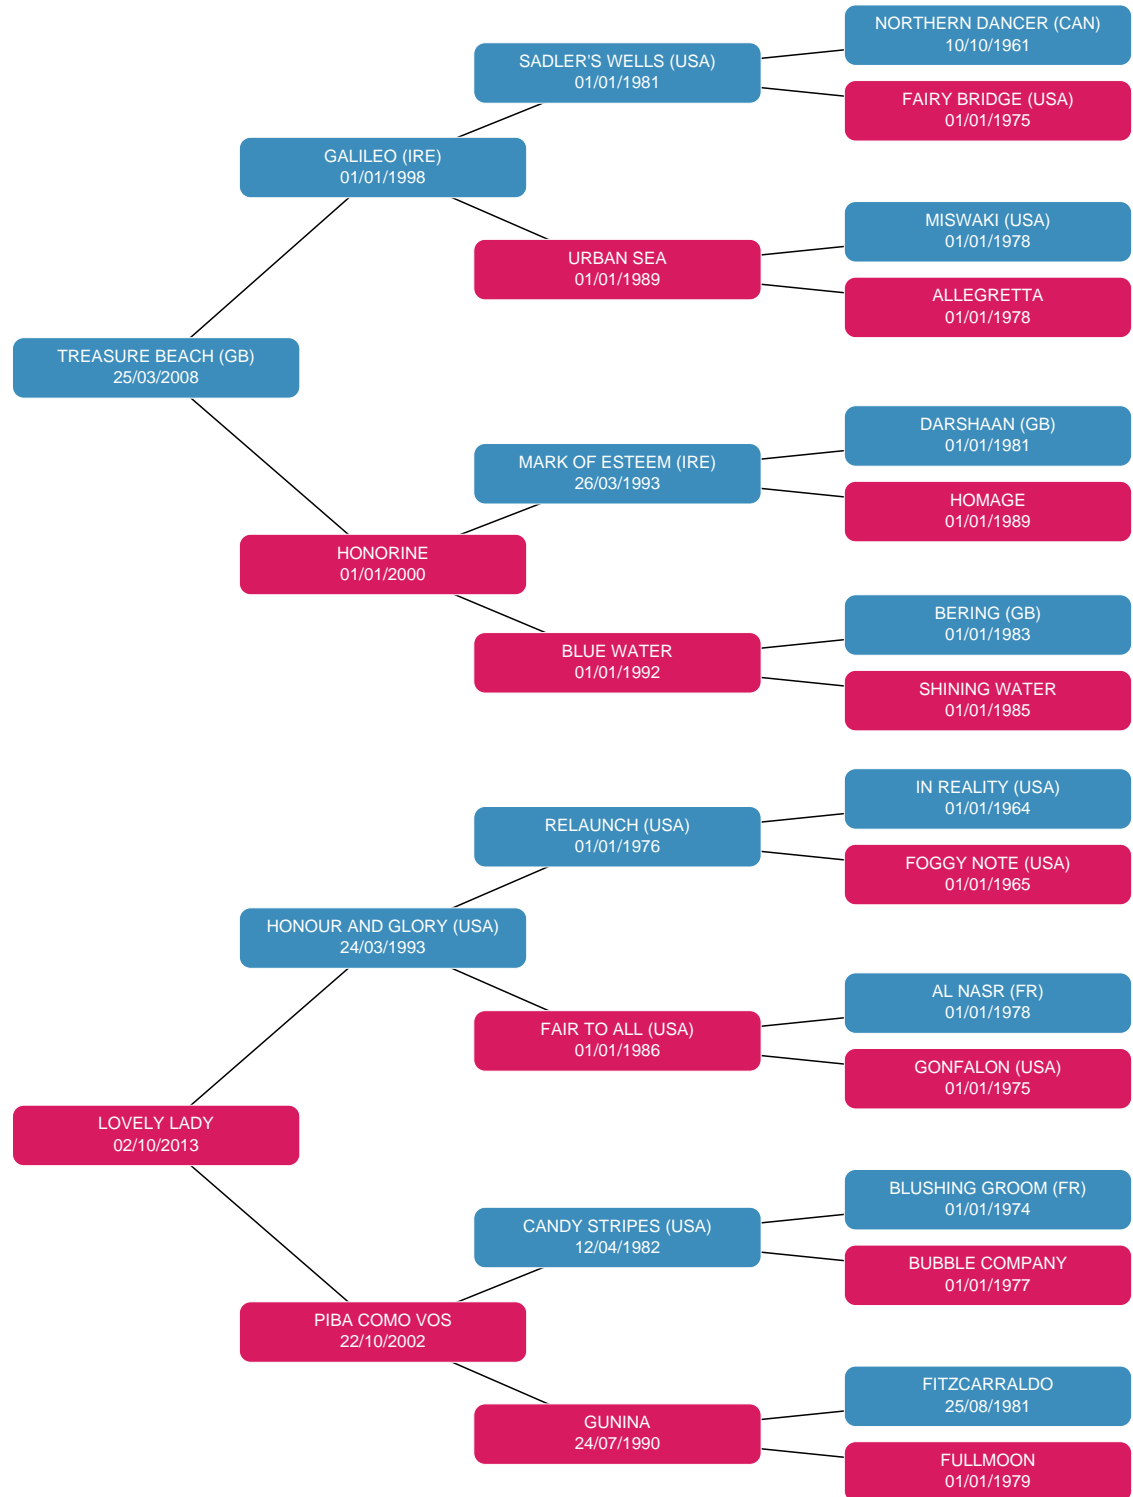 NORTHERN DANCER (CAN)
10/10/1961
SADLER'S WELLS (USA)
01/01/1981
FAIRY BRIDGE (USA)
01/01/1975
GALILEO (IRE)
01/01/1998
MISWAKI (USA)
01/01/1978
URBAN SEA
01/01/1989
ALLEGRETTA
01/01/1978
TREASURE BEACH (GB)
25/03/2008
DARSHAAN (GB)
01/01/1981
MARK OF ESTEEM (IRE)
26/03/1993
HOMAGE
01/01/1989
HONORINE
01/01/2000
BERING (GB)
01/01/1983
BLUE WATER
01/01/1992
SHINING WATER
01/01/1985
IN REALITY (USA)
01/01/1964
RELAUNCH (USA)
01/01/1976
FOGGY NOTE (USA)
01/01/1965
HONOUR AND GLORY (USA)
24/03/1993
AL NASR (FR)
01/01/1978
FAIR TO ALL (USA)
01/01/1986
GONFALON (USA)
01/01/1975
LOVELY LADY
02/10/2013
BLUSHING GROOM (FR)
01/01/1974
CANDY STRIPES (USA)
12/04/1982
BUBBLE COMPANY
01/01/1977
PIBA COMO VOS
22/10/2002
FITZCARRALDO
25/08/1981
GUNINA
24/07/1990
FULLMOON
01/01/1979